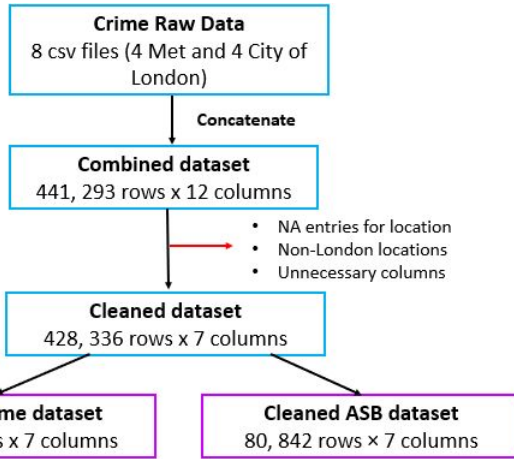 Crime Raw Data
8 csv files (4 Met and 4 City of
London)
Concatenate
Combined dataset
441, 293 rows x 12 columns
• NA entries for location
• Non-London locations
• Unnecessary columns
Cleaned dataset
428, 336 rows x 7 columns
me dataset
s x 7 columns
Cleaned ASB dataset
80, 842 rows × 7 columns